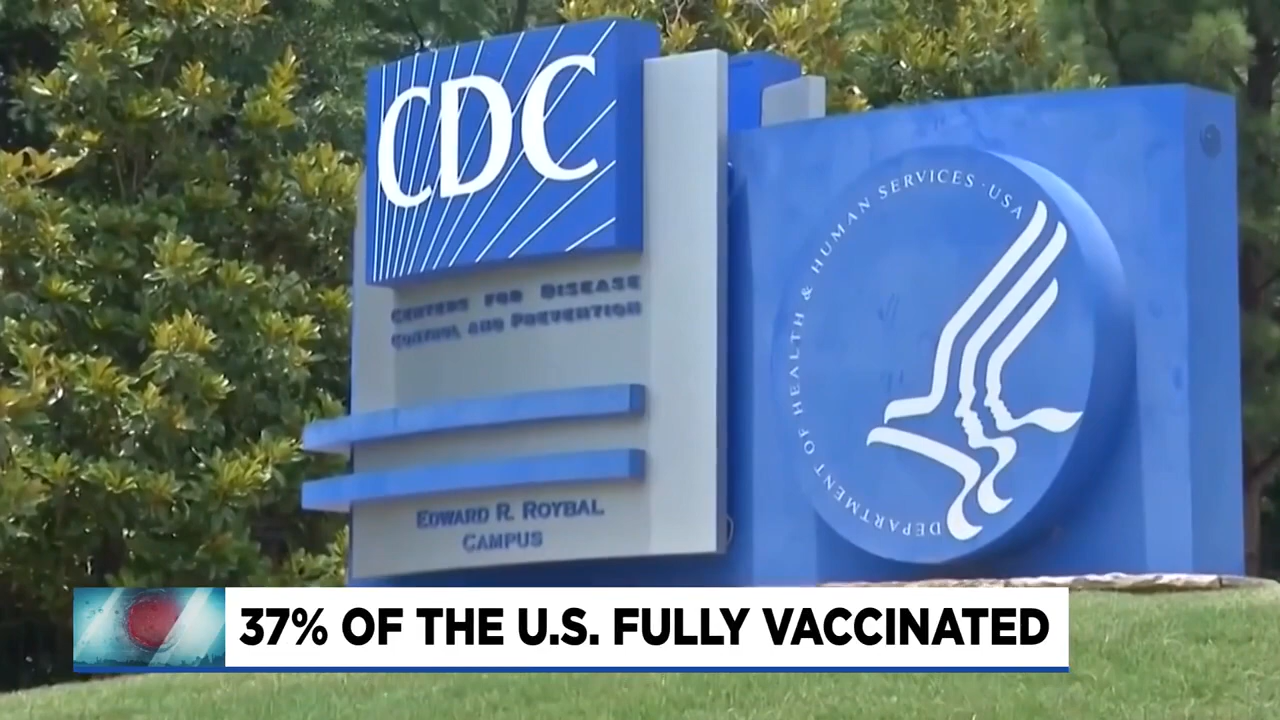 CDC
CENTERS FOR DISEASE
CONTROL AND PREVENTION
EDWARD R. ROYBAL
CAMPUS
DEPARTMENT OF HEALTH & HUMAN SERVICES · USA
37% OF THE U.S. FULLY VACCINATED